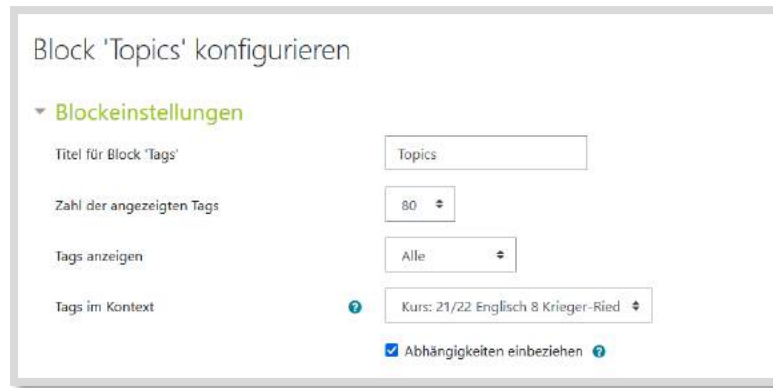 Block 'Topics' konfigurieren
Blockeinstellungen
Titel für Block 'Tags' Topics
Zahl der angezeigten Tags 80
Tags anzeigen Alle
Tags im Kontext Kurs: 21/22 Englisch 8 Krieger-Ried
Abhängigkeiten einbeziehen